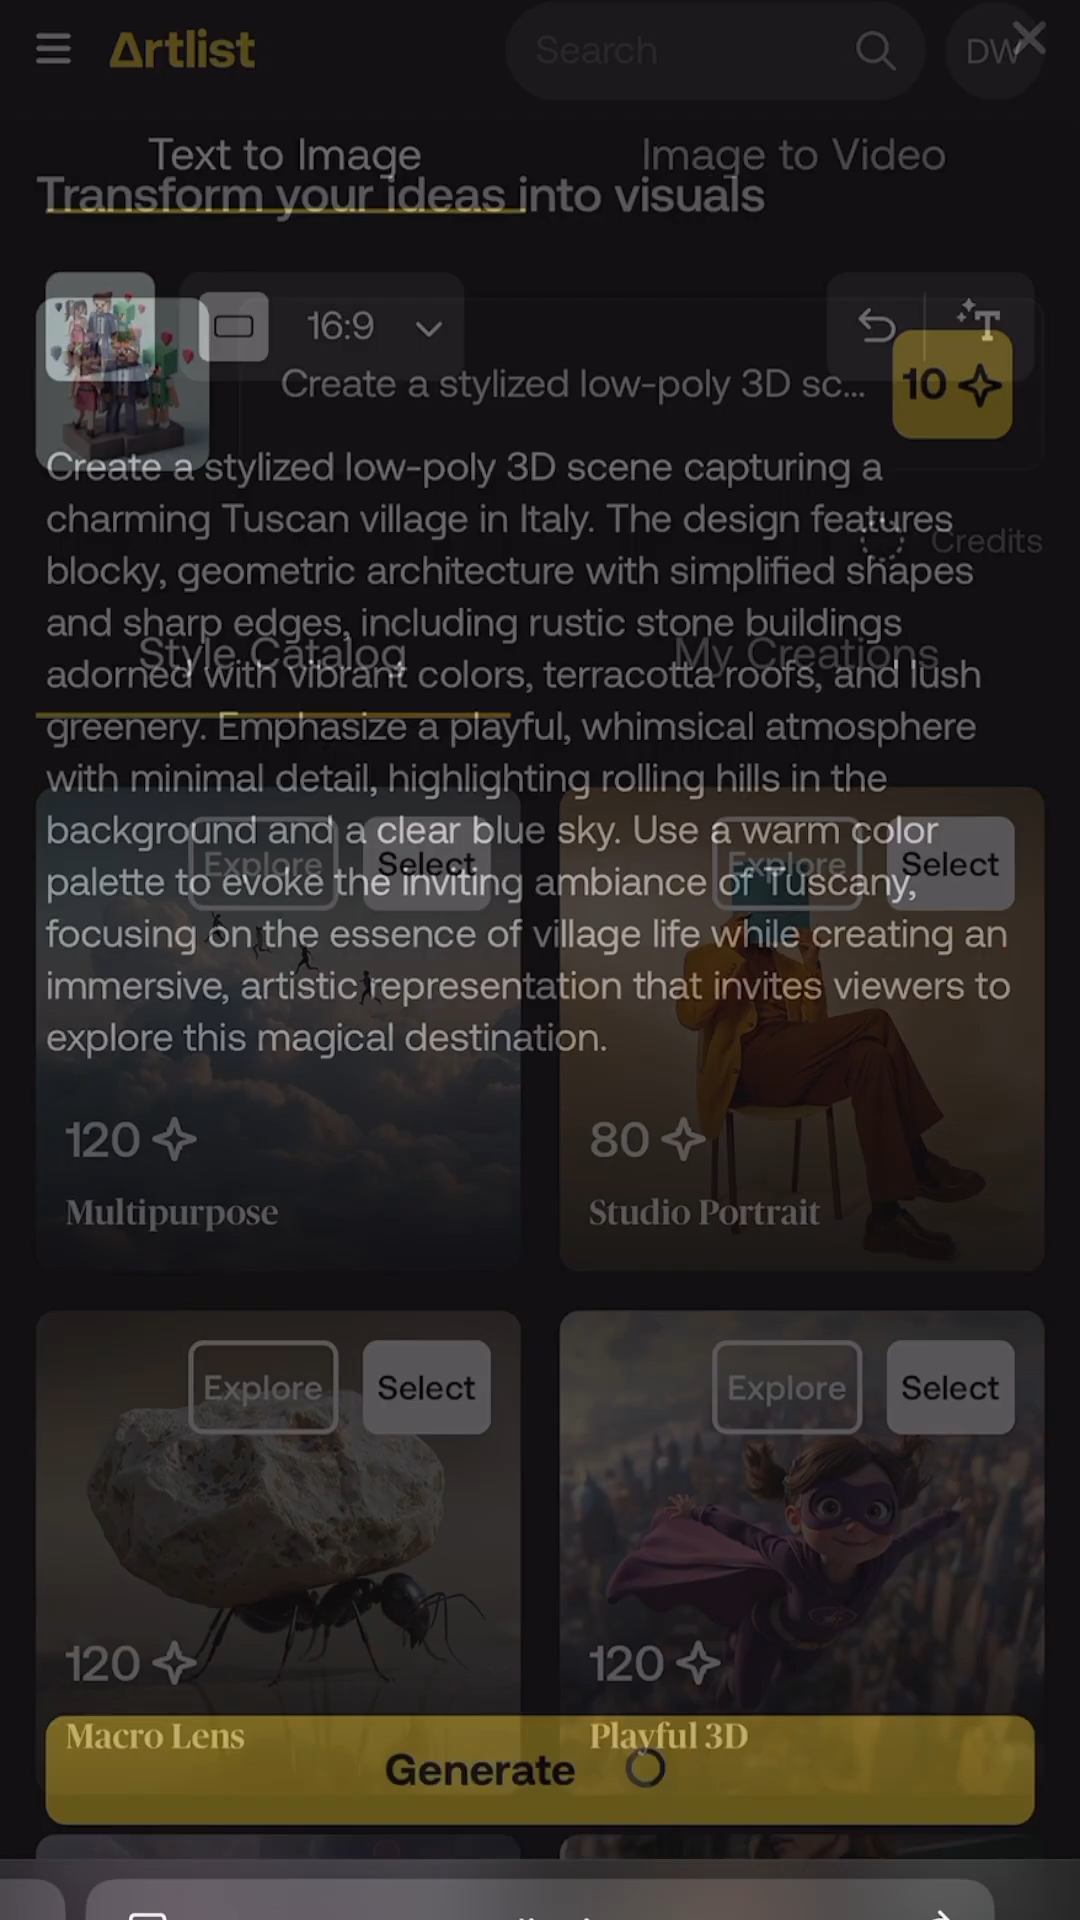 Artlist
Search
DW
Text to Image
Image to Video
Transform your ideas into visuals
16:9
T
Create a stylized low-poly 3D sc...
10
Create a stylized low-poly 3D scene capturing a
charming Tuscan village in Italy. The design features
blocky, geometric architecture with simplified shapes
and sharp edges, including rustic stone buildings
adorned with vibrant colors, terracotta roofs, and lush
greenery. Emphasize a playful, whimsical atmosphere
with minimal detail, highlighting rolling hills in the
background and a clear blue sky. Use a warm color
palette to evoke the inviting ambiance of Tuscany,
focusing on the essence of village life while creating an
immersive, artistic representation that invites viewers to
explore this magical destination.
Credits
Style Catalog
My Creations
Explore
Select
Explore
Select
120
Multipurpose
80
Studio Portrait
Explore
Select
Explore
Select
120
Macro Lens
120
Playful 3D
Generate